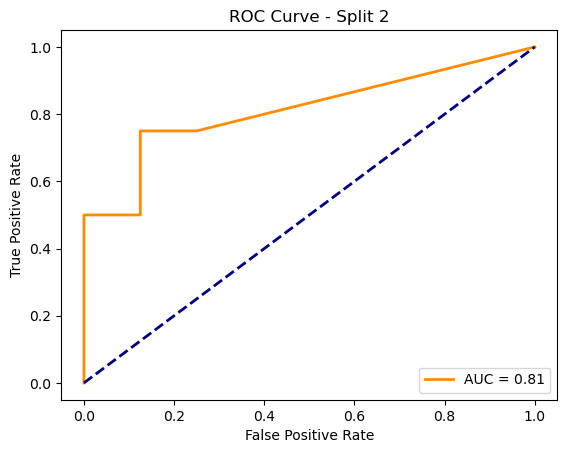 ROC Curve - Split 2
True Positive Rate
1.0
0.8
0.6
0.4
0.2
0.0
0.0 0.2 0.4 0.6 0.8 1.0
False Positive Rate
AUC = 0.81